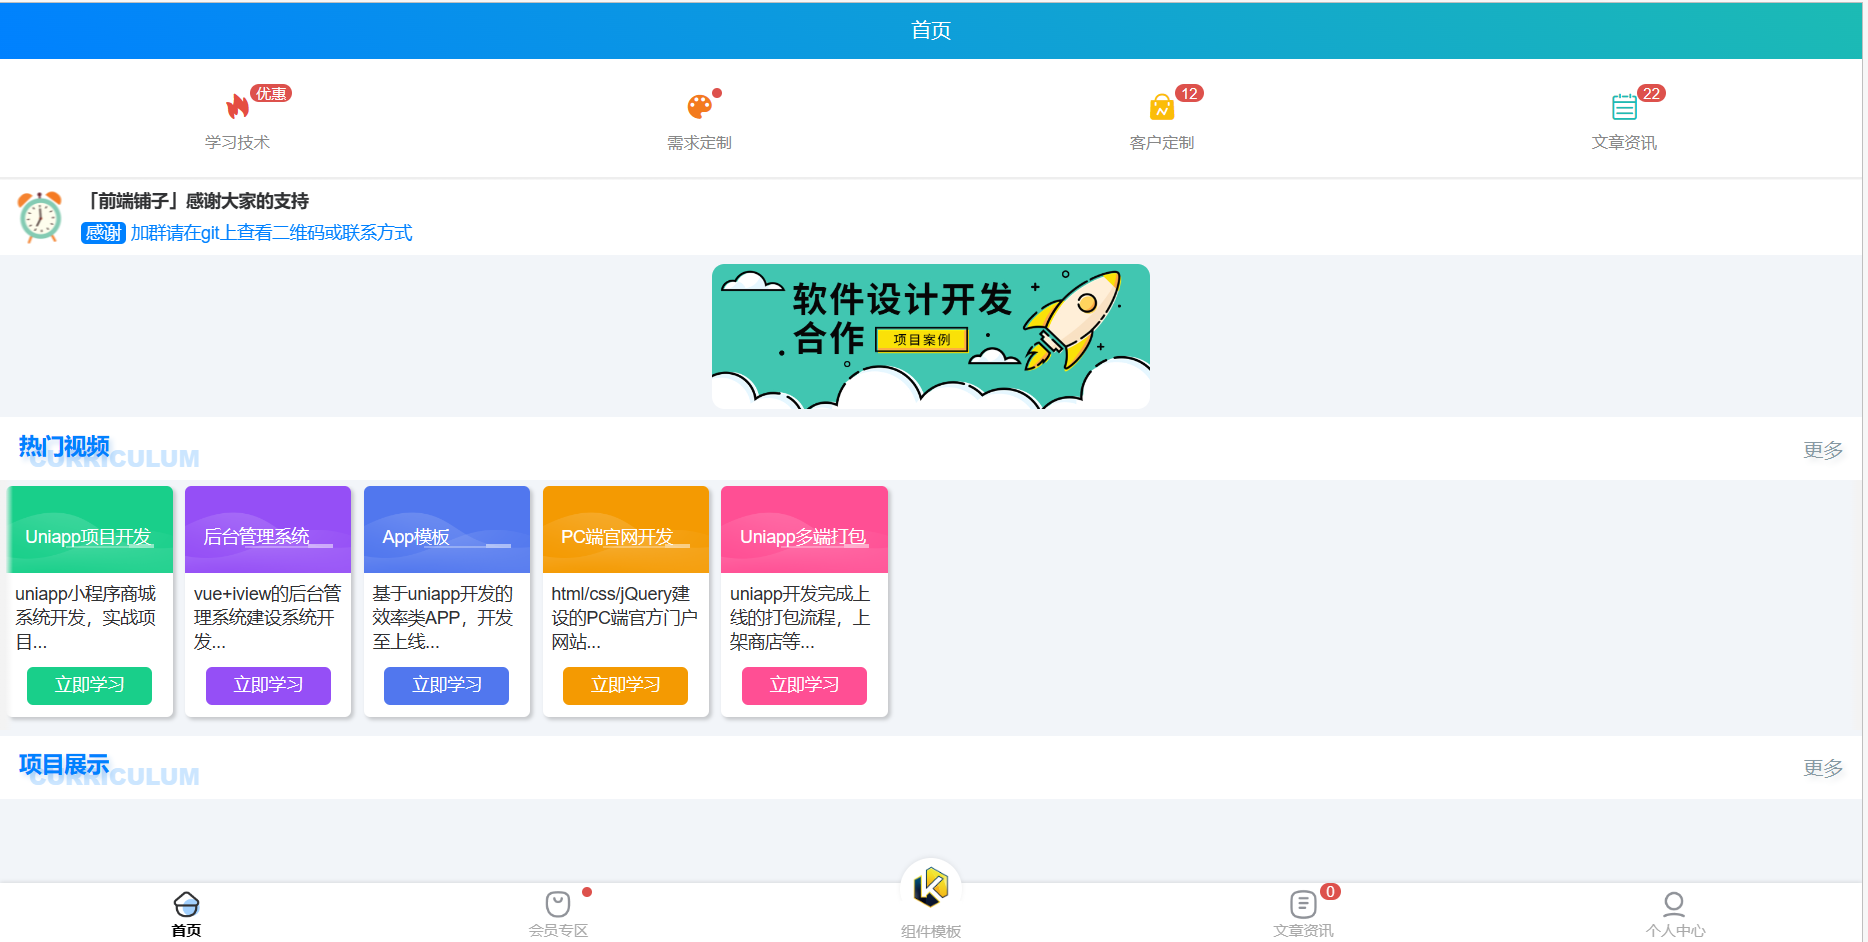 首页
优惠
12
22
学习技术
需求定制
客户定制
文章资讯
「前端铺子」感谢大家的支持
感谢 加群请在git上查看二维码或联系方式
软件设计开发
合作 项目案例
热门视频
CURRICULUM
更多
Uniapp项目开发
后台管理系统
App模板
PC端官网开发
Uniapp多端打包
uniapp小程序商城
系统开发，实战项
目...
vue+iview的后台管
理系统建设系统开
发...
基于uniapp开发的
效率类APP，开发
至上线...
html/css/jQuery建
设的PC端官方门户
网站...
uniapp开发完成上
线的打包流程，上
架商店等...
立即学习
立即学习
立即学习
立即学习
立即学习
项目展示
CURRICULUM
更多
0
首页
会员专区
组件模板
文章资讯
个人中心